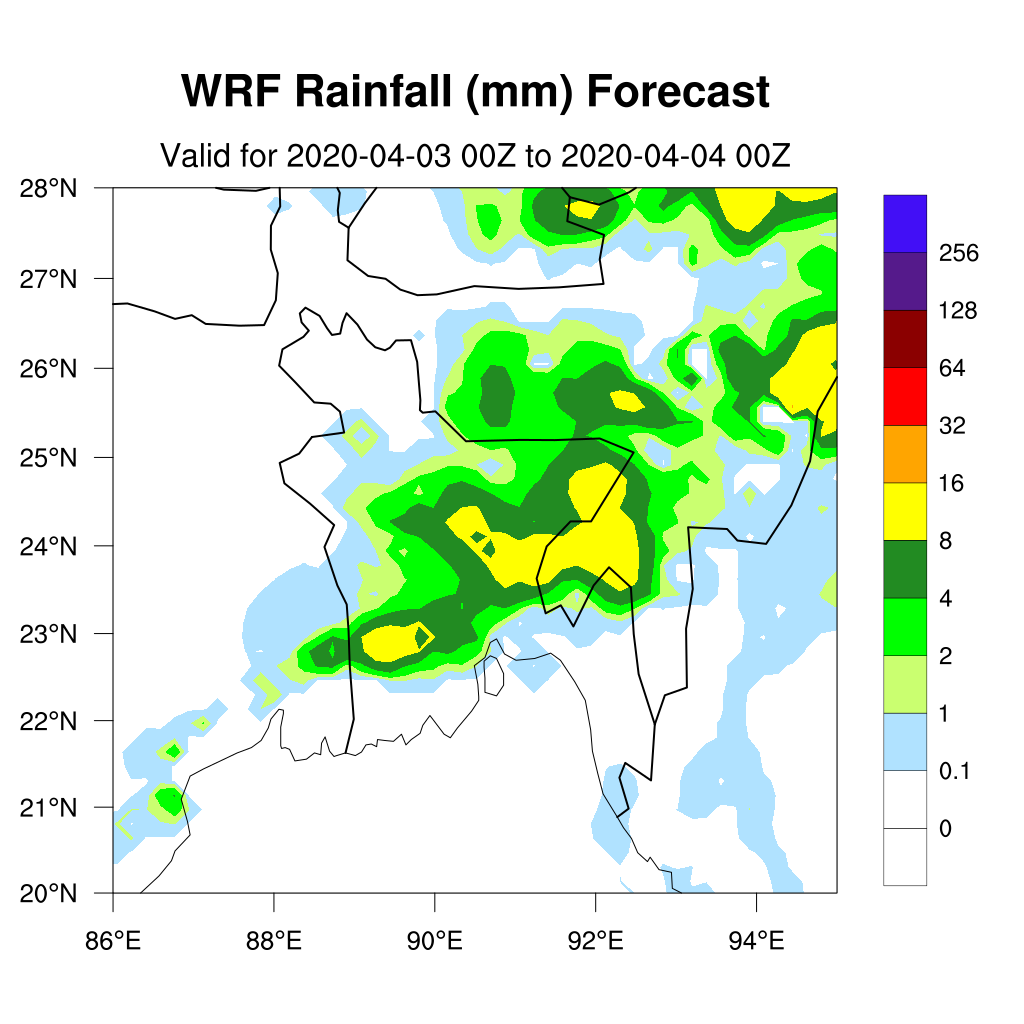 WRF Rainfall (mm) Forecast
Valid for 2020-04-03 00Z to 2020-04-04 00Z
28°N
27°N
26°N
25°N
24°N
23°N
22°N
21°N
20°N
86°E
88°E
90°E
92°E
94°E
256
128
64
32
16
8
4
2
1
0.1
0